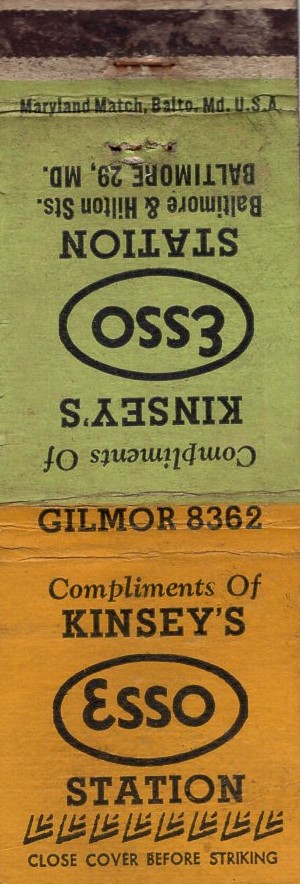 Maryland Match, Balto. Md. U.S.A.
Compliments Of
KINSEY'S
ESSO
STATION
Baltimore & Hilton Sts.
BALTIMORE 29, MD.
GILMOR 8362
Compliments Of
KINSEY'S
ESSO
STATION
CLOSE COVER BEFORE STRIKING